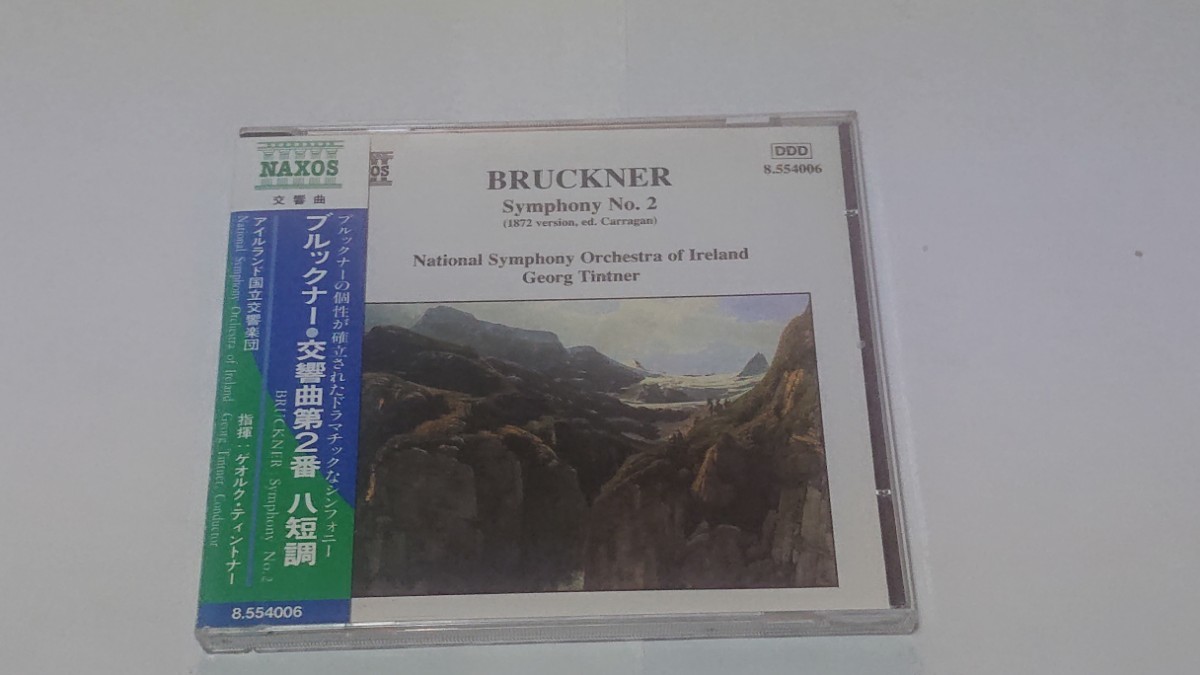 NAXOS
交響曲
ブルックナーの個性が確立されたドラマチックなシンフォニー
ブルックナー・交響曲第2番 八短調
BRUCKNER Symphony No.2
アイルランド国立交響楽団 指揮：ゲオルク・ティントナー
National Symphony Orchestra of Ireland Georg Tintner, Conductor
8.554006
OS
BRUCKNER
Symphony No. 2
(1872 version, ed. Carragan)
National Symphony Orchestra of Ireland
Georg Tintner
DDD
8.554006